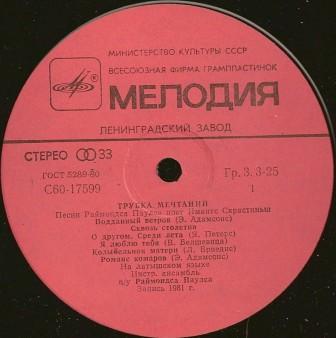 МИНИСТЕРСТВО КУЛЬТУРЫ СССР
ВСЕСОЮЗНАЯ ФИРМА ГРАМПЛАСТИНОК
МЕЛОДИЯ
ЛЕНИНГРАДСКИЙ ЗАВОД
СТЕРЕО 33
ГОСТ 5289-80
Гр. 3. 3-25
С60-17599
1
ТРУБКА МЕЧТАНИЙ
Песни Раймондса Паулса поет Имантс Скрастиньш
Подданный ветров (Э. Адамсонс)
Сквозь столетия
О другом. Среди лета (Я. Петерс)
Я люблю тебя (В. Белшевица)
Колыбельная матери (Л. Бриедис)
Романс комаров (Э. Адамсонс)
На латышском языке
Инстр. ансамбль
п/у Раймондса Паулса
Запись 1981 г.